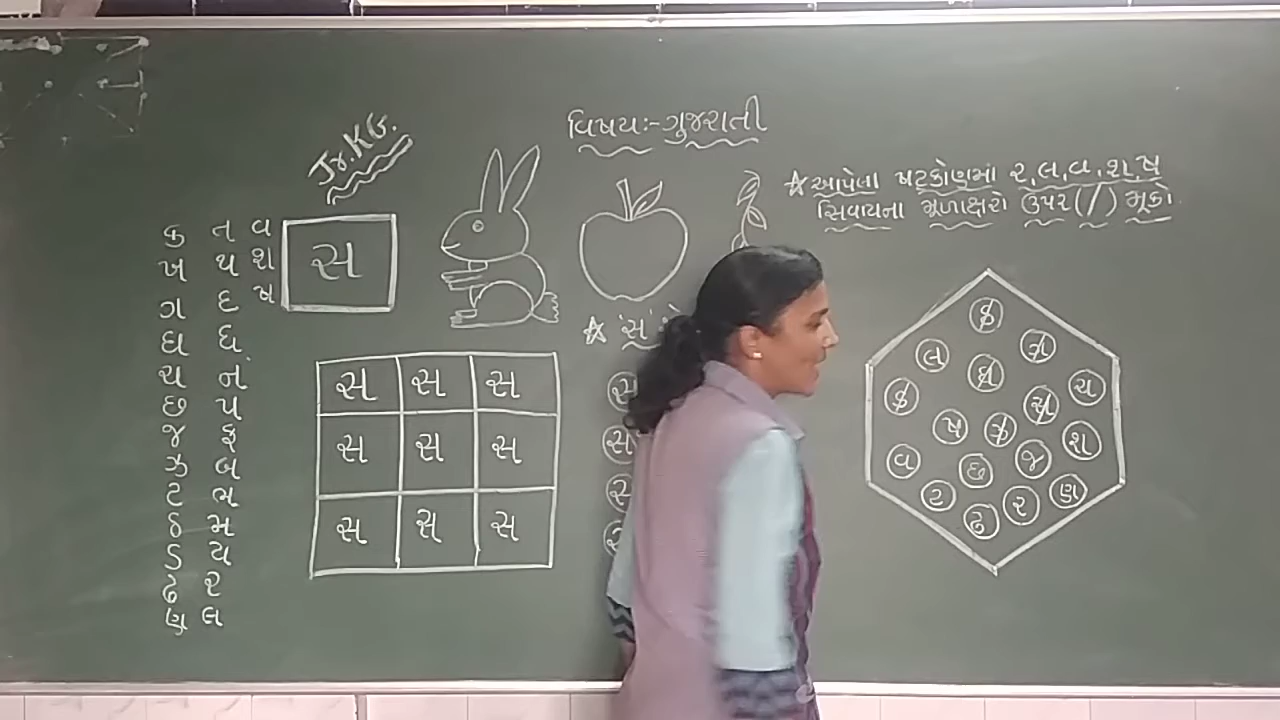 Jr.KG.
વિષય:-ગુજરાતી
☆આપેલા ષટ્કોણમાં ર,લ,વ,શ,ષ
સિવાયના મૂળાક્ષરો ઉપર(/) મૂકો.
ક ત વ
ખ થ શ
ગ દ ષ
ઘ ધ
ચ ન
છ પ
જ ફ
ઝ બ
ટ ભ
ઠ મ
ડ ય
ઢ ર
ણ લ
સ
સ સ સ
સ સ સ
સ સ સ
☆ 'સ'
સ
સ
સ
ક
લ ગ
ઘ ચ
ષ
વ છ જ શ
ર ર ણ
ઢ